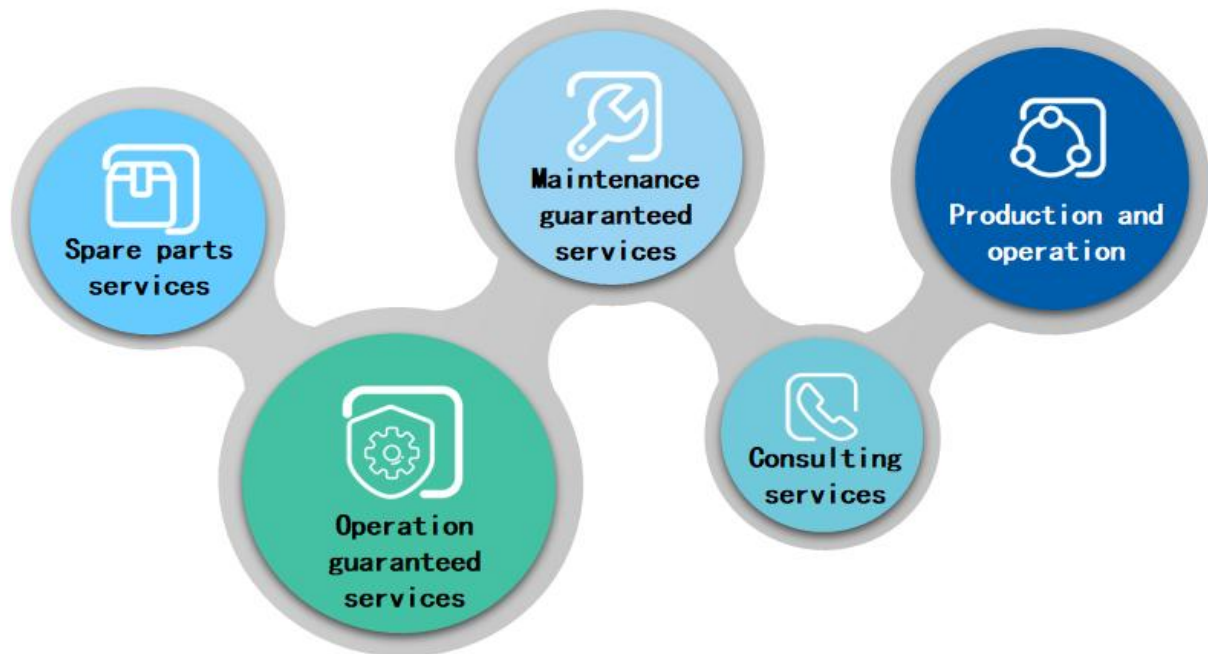 Spare parts
services
Operation
guaranteed
services
Maintenance
guaranteed
services
Consulting
services
Production and
operation